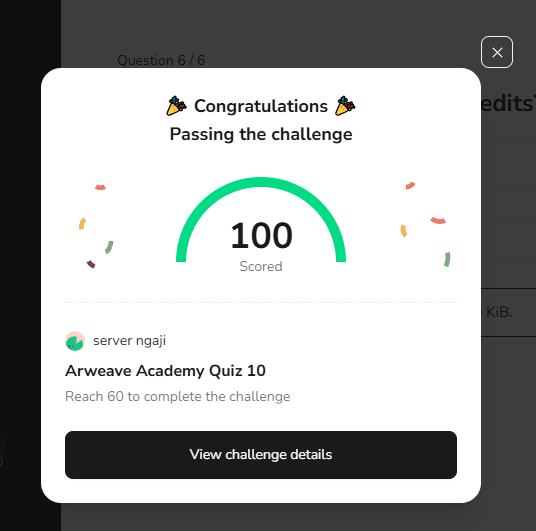 Question 6 / 6
edits?
Congratulations
Passing the challenge
100
Scored
KiB.
server ngaji
Arweave Academy Quiz 10
Reach 60 to complete the challenge
View challenge details